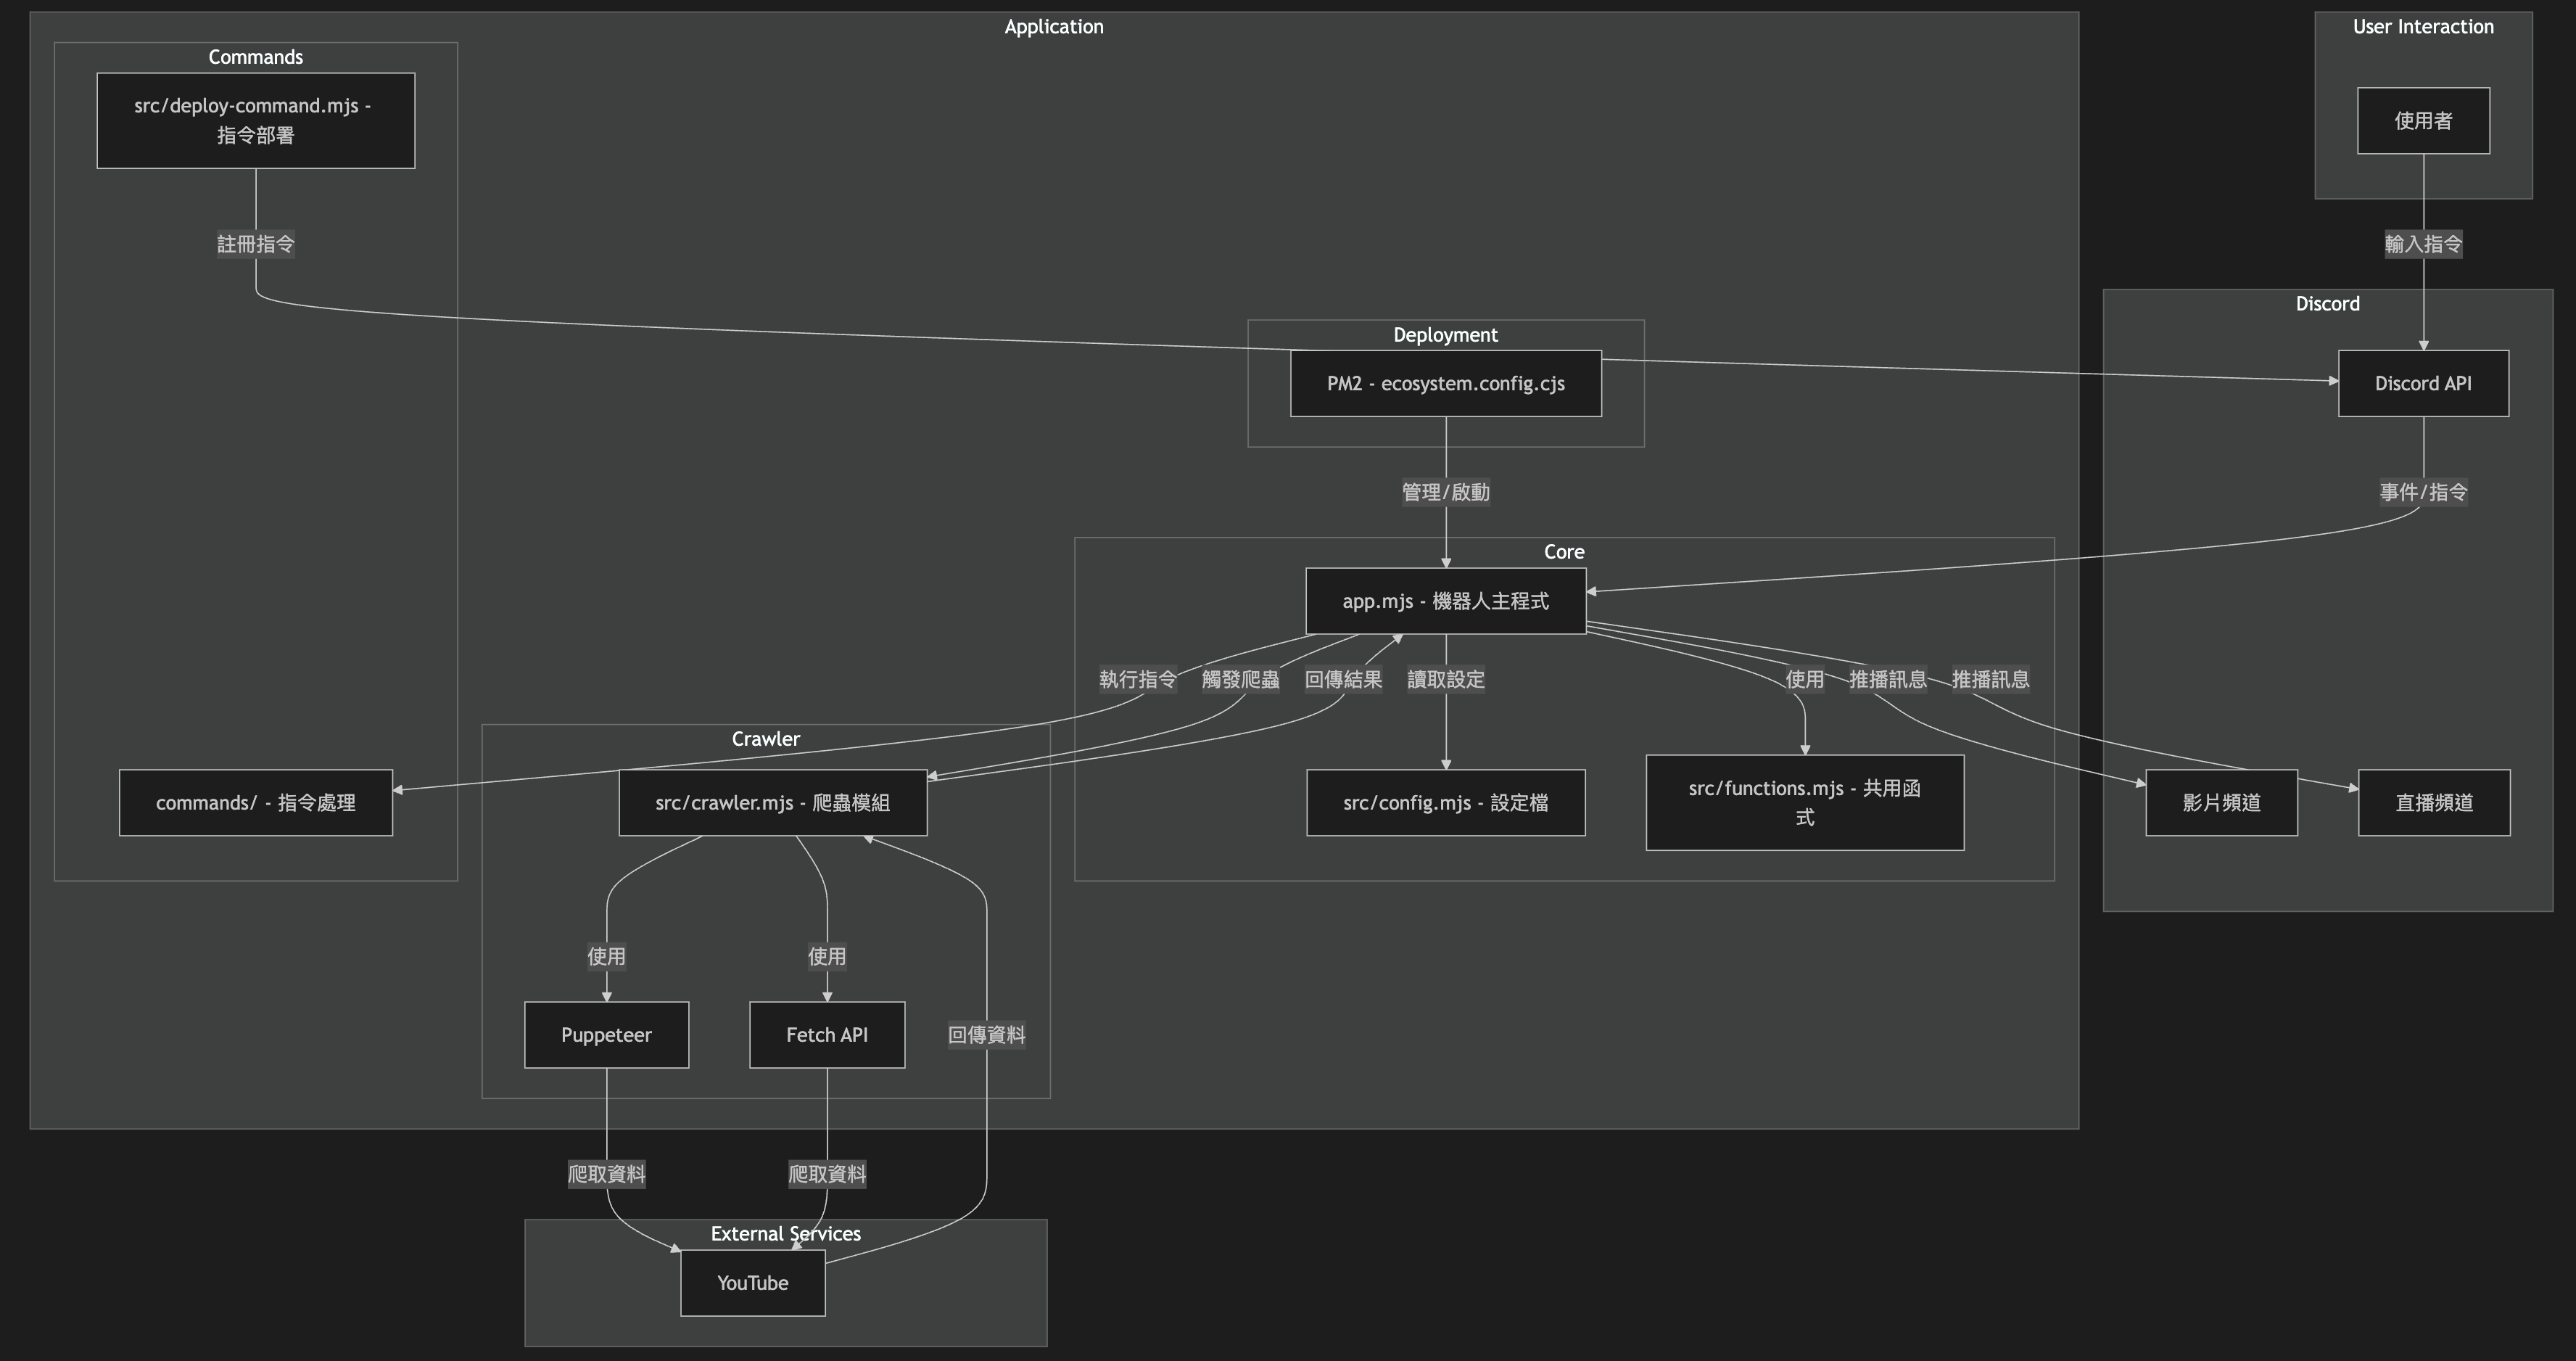 Application
User Interaction
Commands
src/deploy-command.mjs -
指令部署
使用者
註冊指令
輸入指令
Discord
Deployment
PM2 - ecosystem.config.cjs
Discord API
管理/啟動
事件/指令
Core
app.mjs - 機器人主程式
執行指令
觸發爬蟲
回傳結果
讀取設定
使用
推播訊息
推播訊息
Crawler
commands/ - 指令處理
src/crawler.mjs - 爬蟲模組
src/config.mjs - 設定檔
src/functions.mjs - 共用函
式
影片頻道
直播頻道
使用
使用
Puppeteer
Fetch API
回傳資料
爬取資料
爬取資料
External Services
YouTube